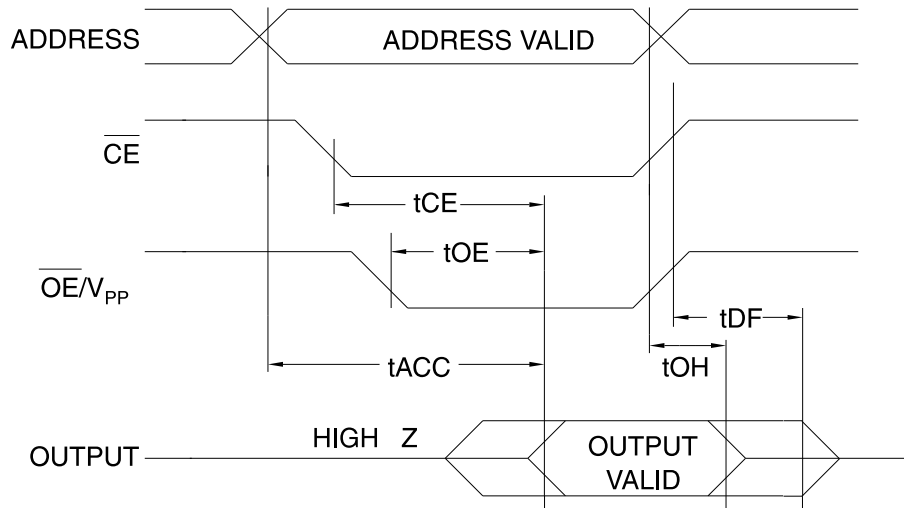 ADDRESS
ADDRESS VALID
CE
tCE
tOE
OE/VPP
tDF
tACC
tOH
HIGH Z
OUTPUT
OUTPUT
VALID